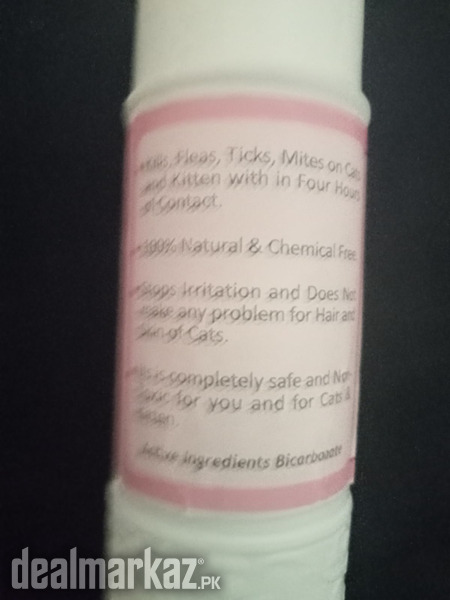 Kills, Fleas, Ticks, Mites on Cats
and Kitten with in Four Hours
of Contact.
100% Natural & Chemical Free
Stops Irritation and Does Not
make any problem for Hair and
Skin of Cats.
completely safe and Non-
for you and for Cats &
Active Ingredients Bicarbonate
dealmarkaz.PK